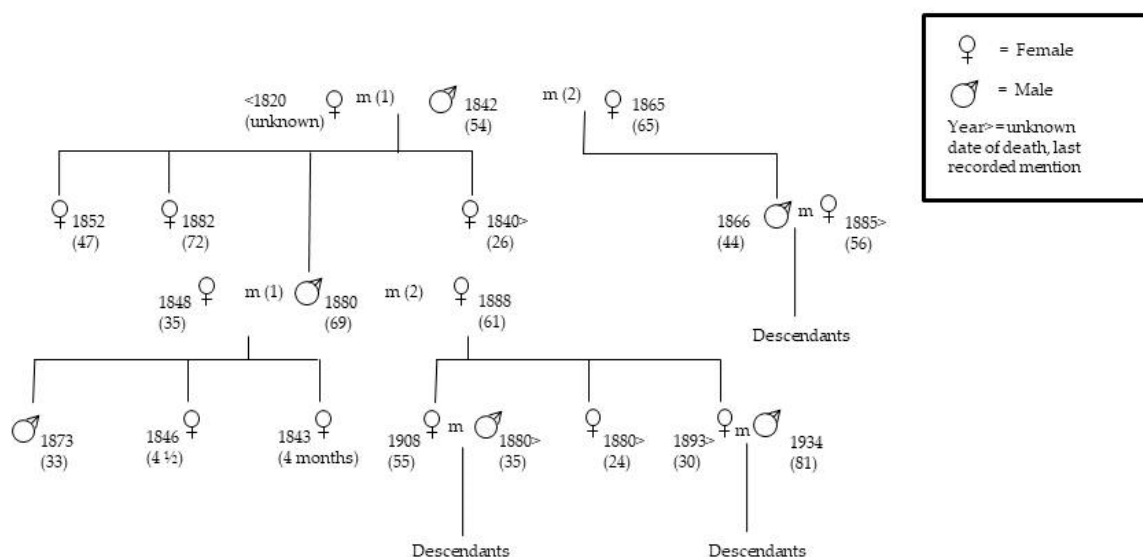 = Female
= Male
Year> = unknown
date of death, last
recorded mention
<1820
(unknown)
m (1)
1842
(54)
m (2)
1865
(65)
1852
(47)
1882
(72)
1840>
(26)
1866
(44)
m
1885>
(56)
1848
(35)
m (1)
1880
(69)
m (2)
1888
(61)
Descendants
1873
(33)
1846
(4 ½)
1843
(4 months)
1908
(55)
m
1880>
(35)
1880>
(24)
1893>
(30)
m
1934
(81)
Descendants
Descendants